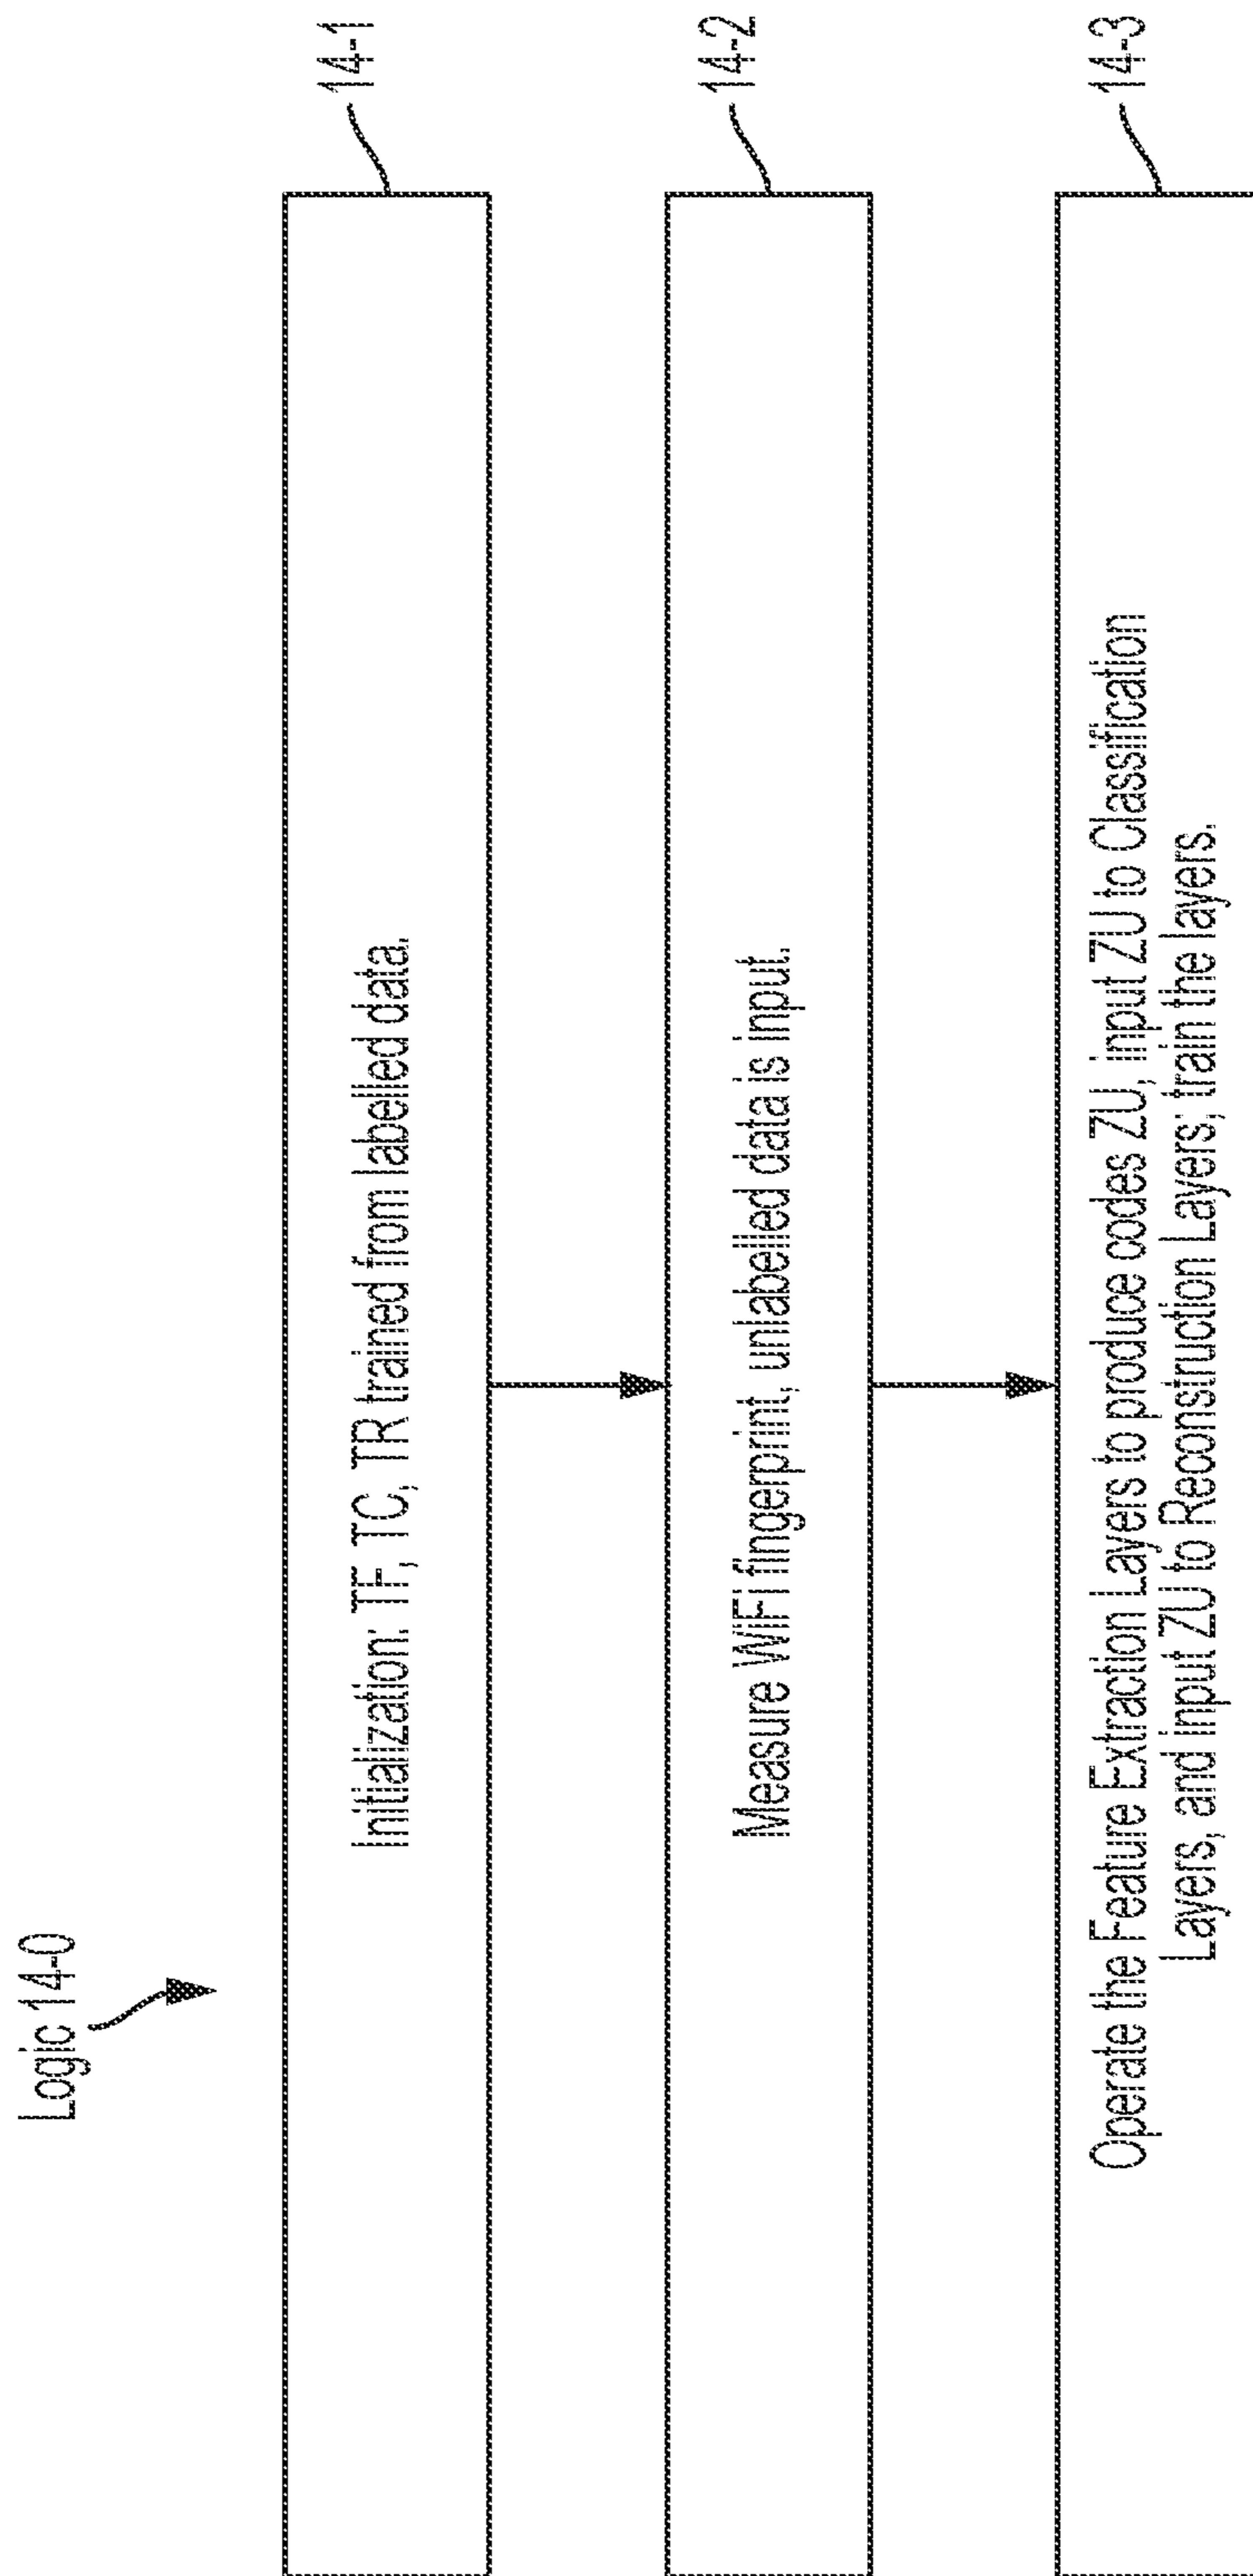 Logic 14-0
14-1
Initialization: TF, TC, TR trained from labelled data.
14-2
Measure WiFi fingerprint, unlabelled data is input.
14-3
Operate the Feature Extraction Layers to produce codes ZU, input ZU to Classification
Layers, and input ZU to Reconstruction Layers; train the layers.